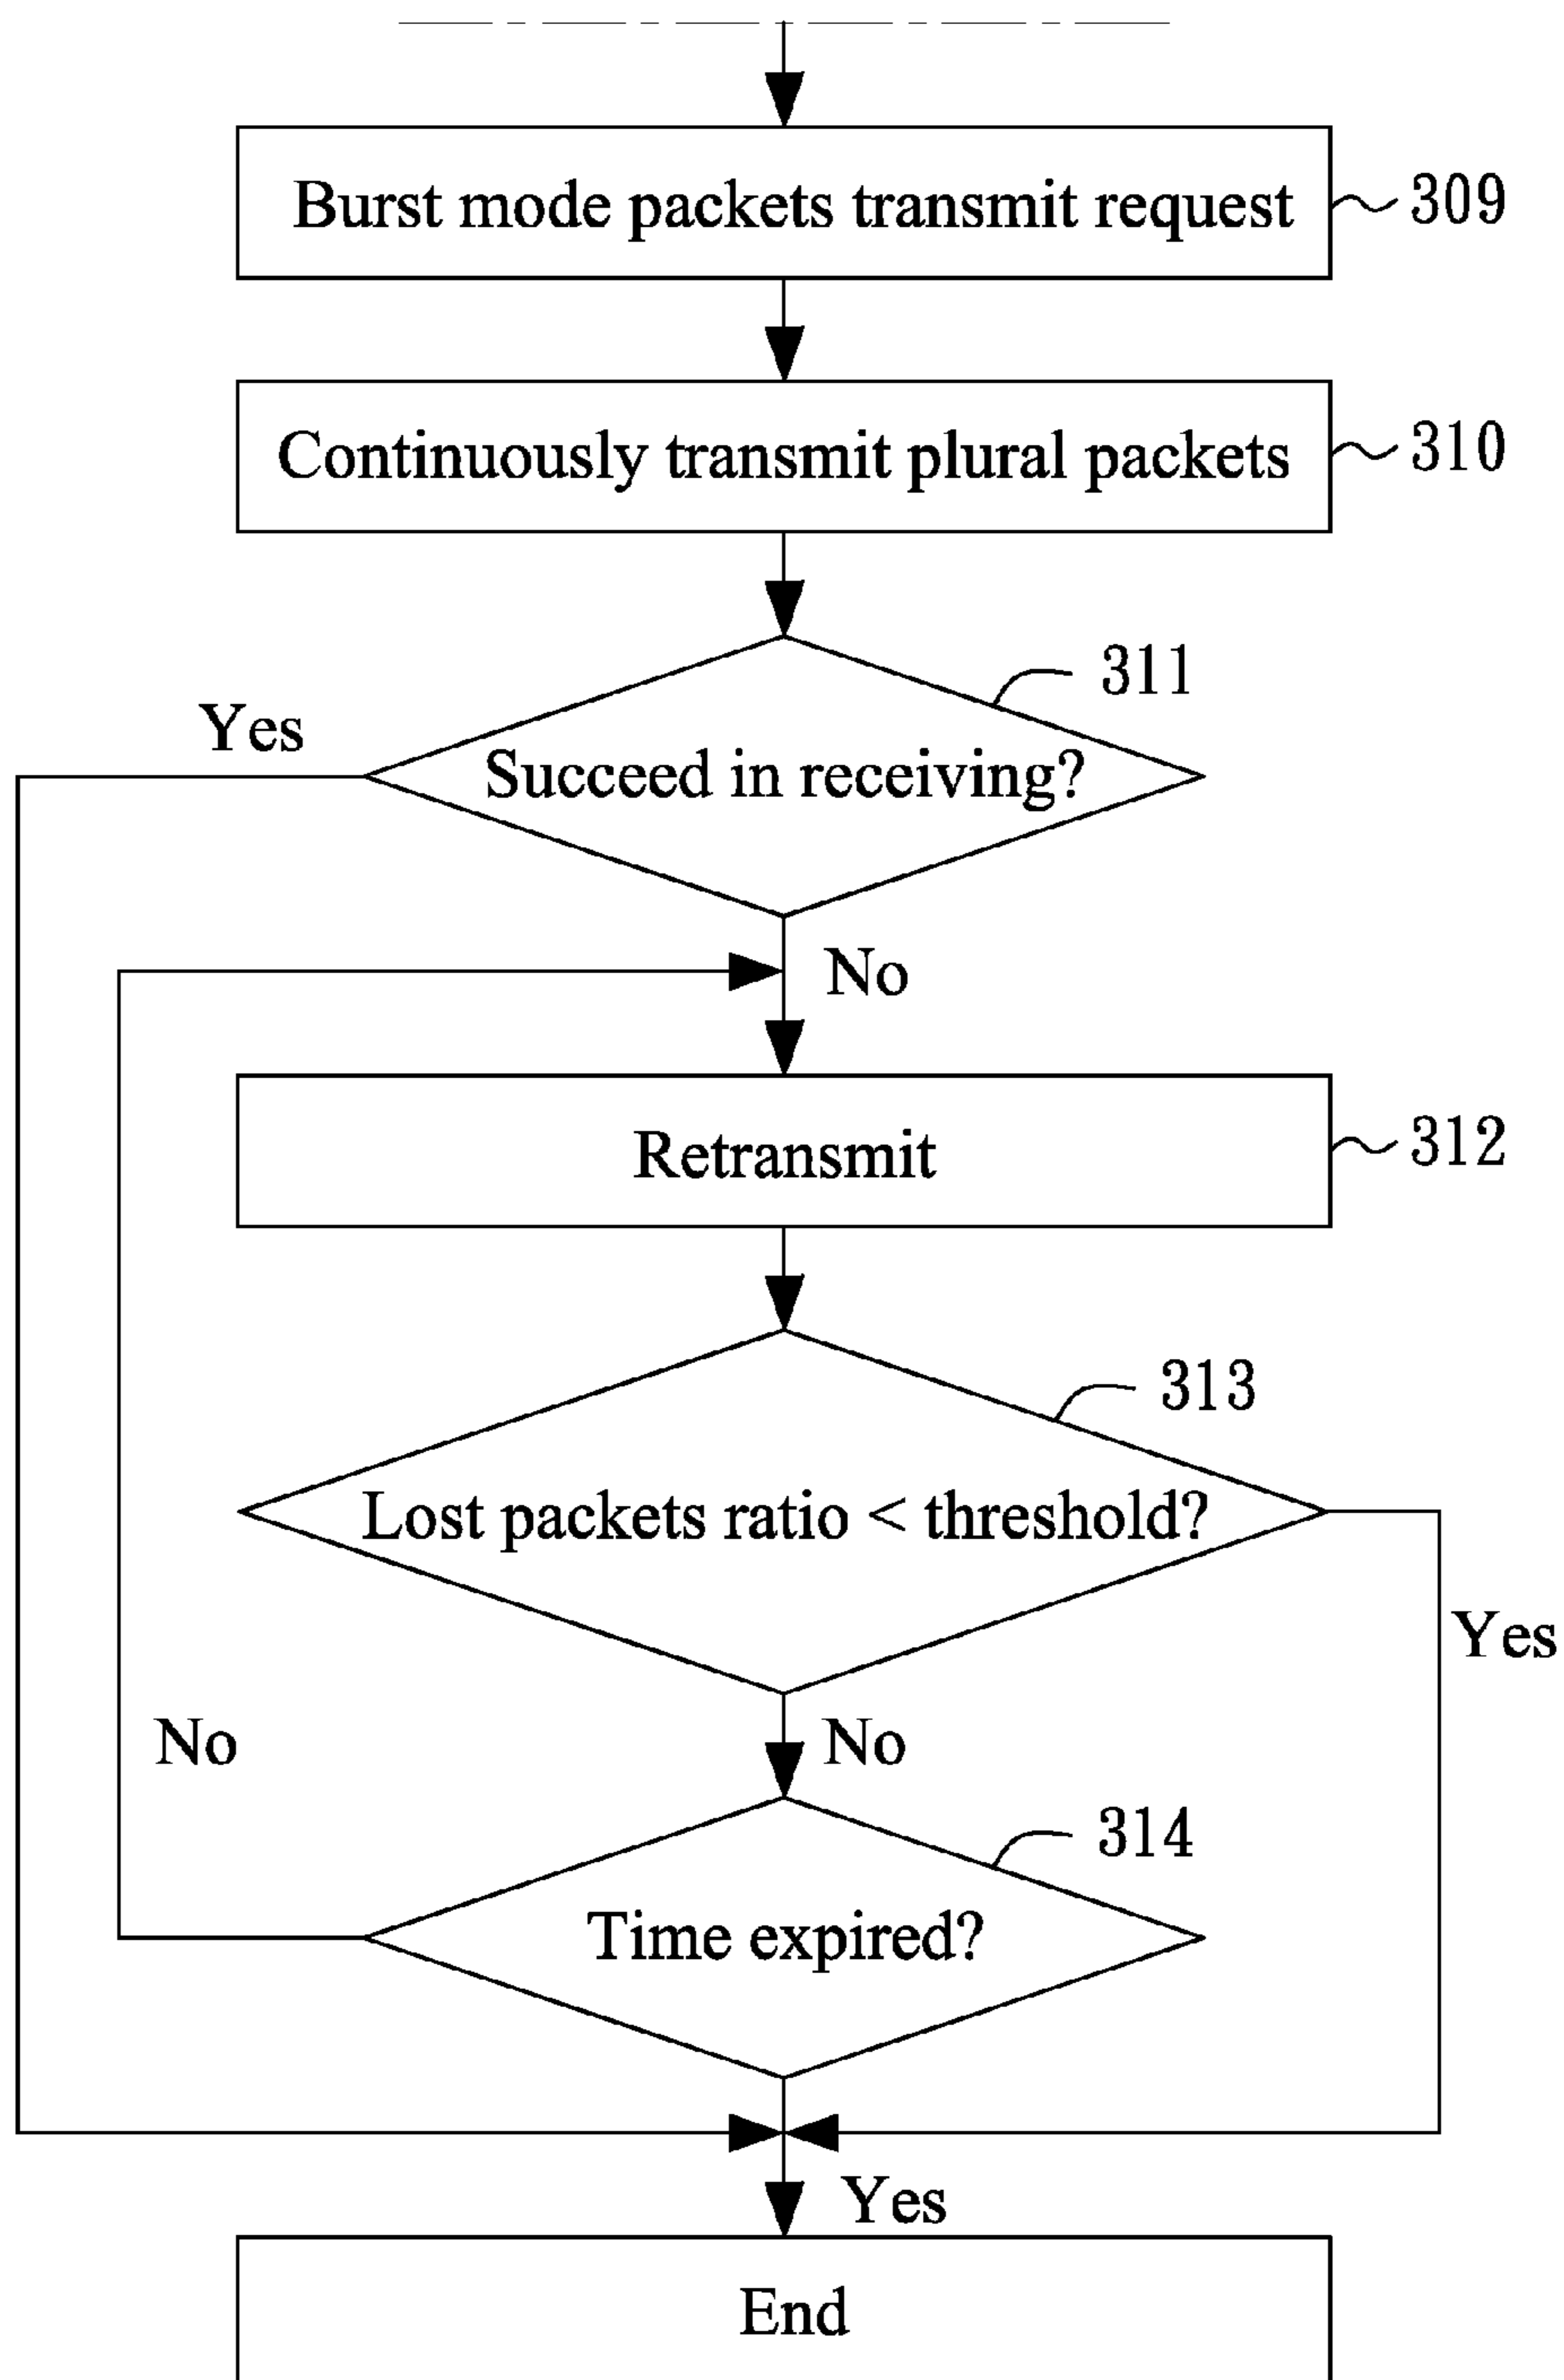 Burst mode packets transmit request
309
Continuously transmit plural packets
310
311
Yes
Succeed in receiving?
No
Retransmit
312
313
Lost packets ratio < threshold?
Yes
No
No
314
Time expired?
Yes
End